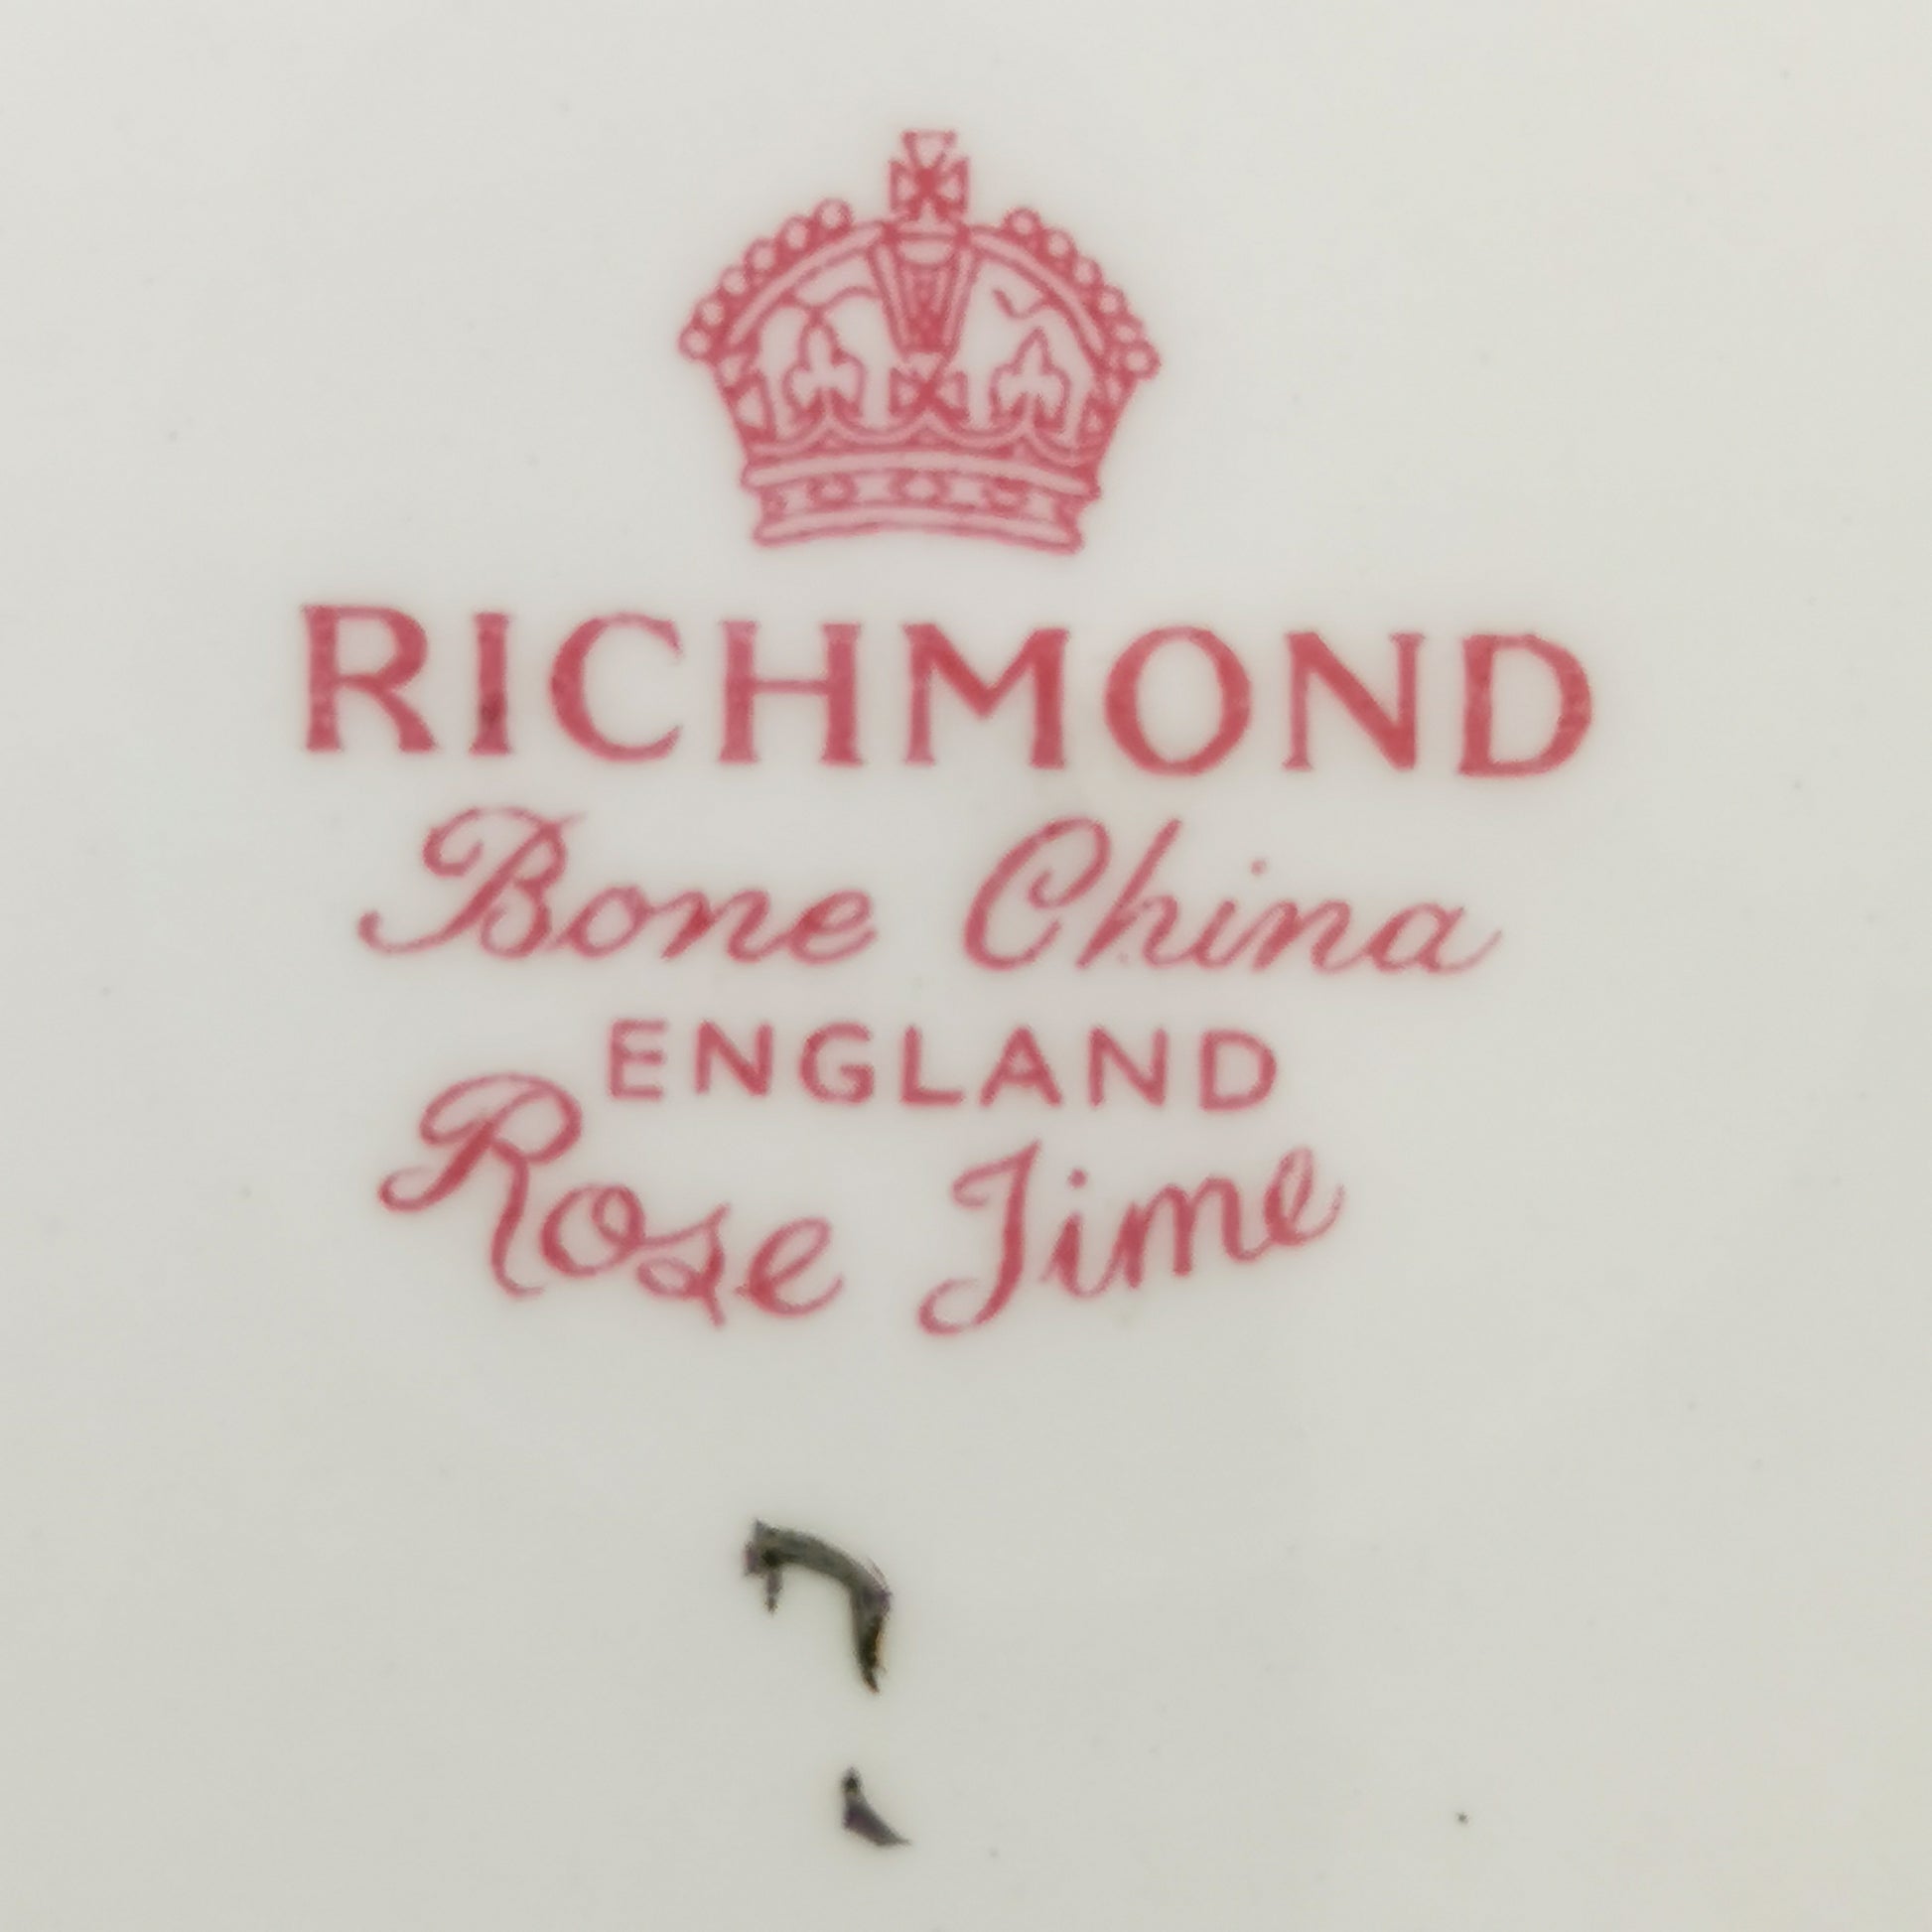 RICHMOND
Bone China
ENGLAND
Rose Time